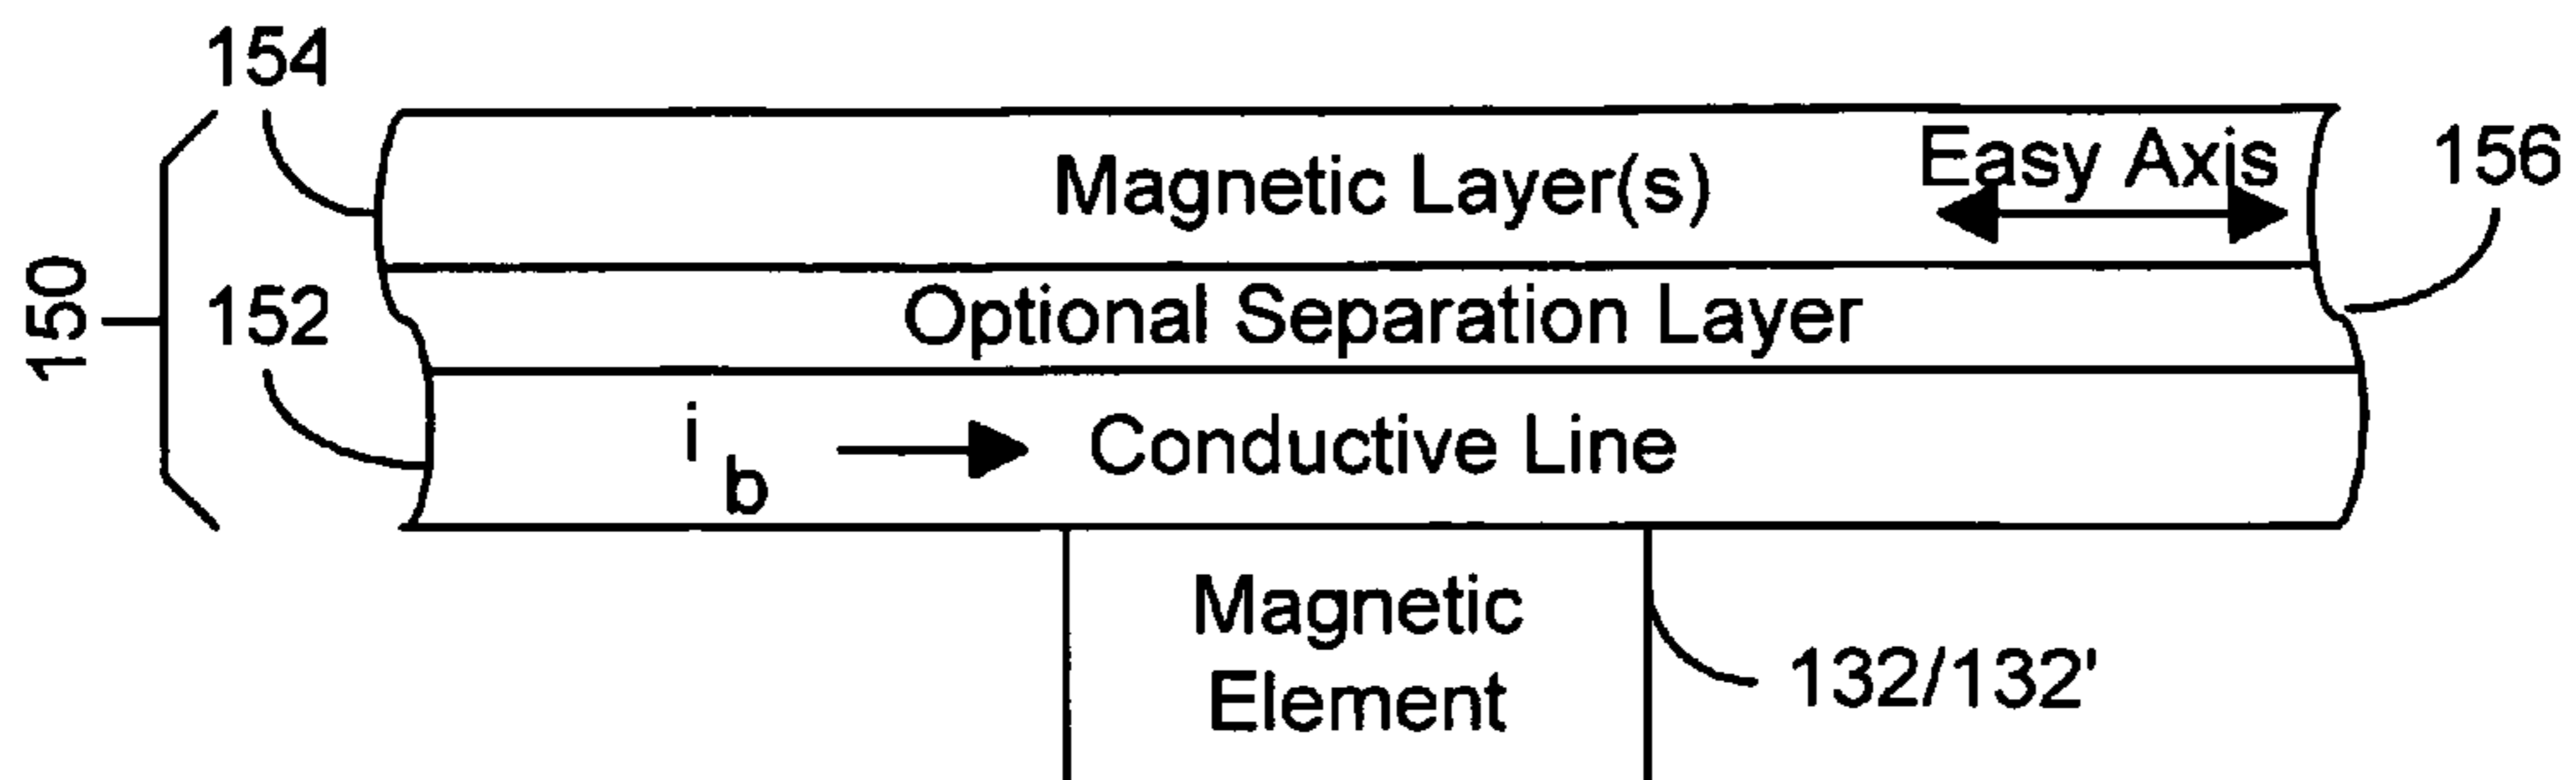 154
Magnetic Layer(s)
Easy Axis
156
150
152
Optional Separation Layer
i b
Conductive Line
Magnetic
Element
132/132'